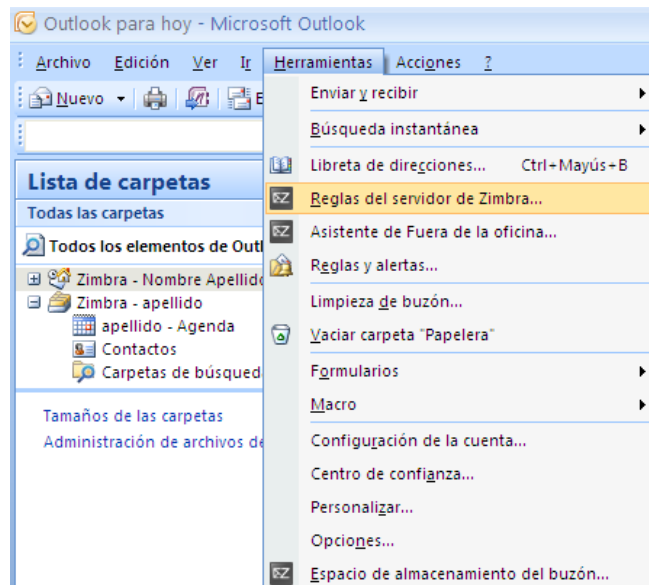 Outlook para hoy - Microsoft Outlook
Archivo Edición Ver Ir Herramientas Acciones ?
Nuevo E
Enviar y recibir
Búsqueda instantánea
Libreta de direcciones... Ctrl+Mayús+B
Reglas del servidor de Zimbra...
Asistente de Fuera de la oficina...
Reglas y alertas...
Limpieza de buzón...
Vaciar carpeta "Papelera"
Formularios
Macro
Configuración de la cuenta...
Centro de confianza...
Personalizar...
Opciones...
Espacio de almacenamiento del buzón...
Lista de carpetas
Todas las carpetas
Todos los elementos de Outl
Zimbra - Nombre Apellido
Zimbra - apellido
apellido - Agenda
Contactos
Carpetas de búsqued
Tamaños de las carpetas
Administración de archivos de